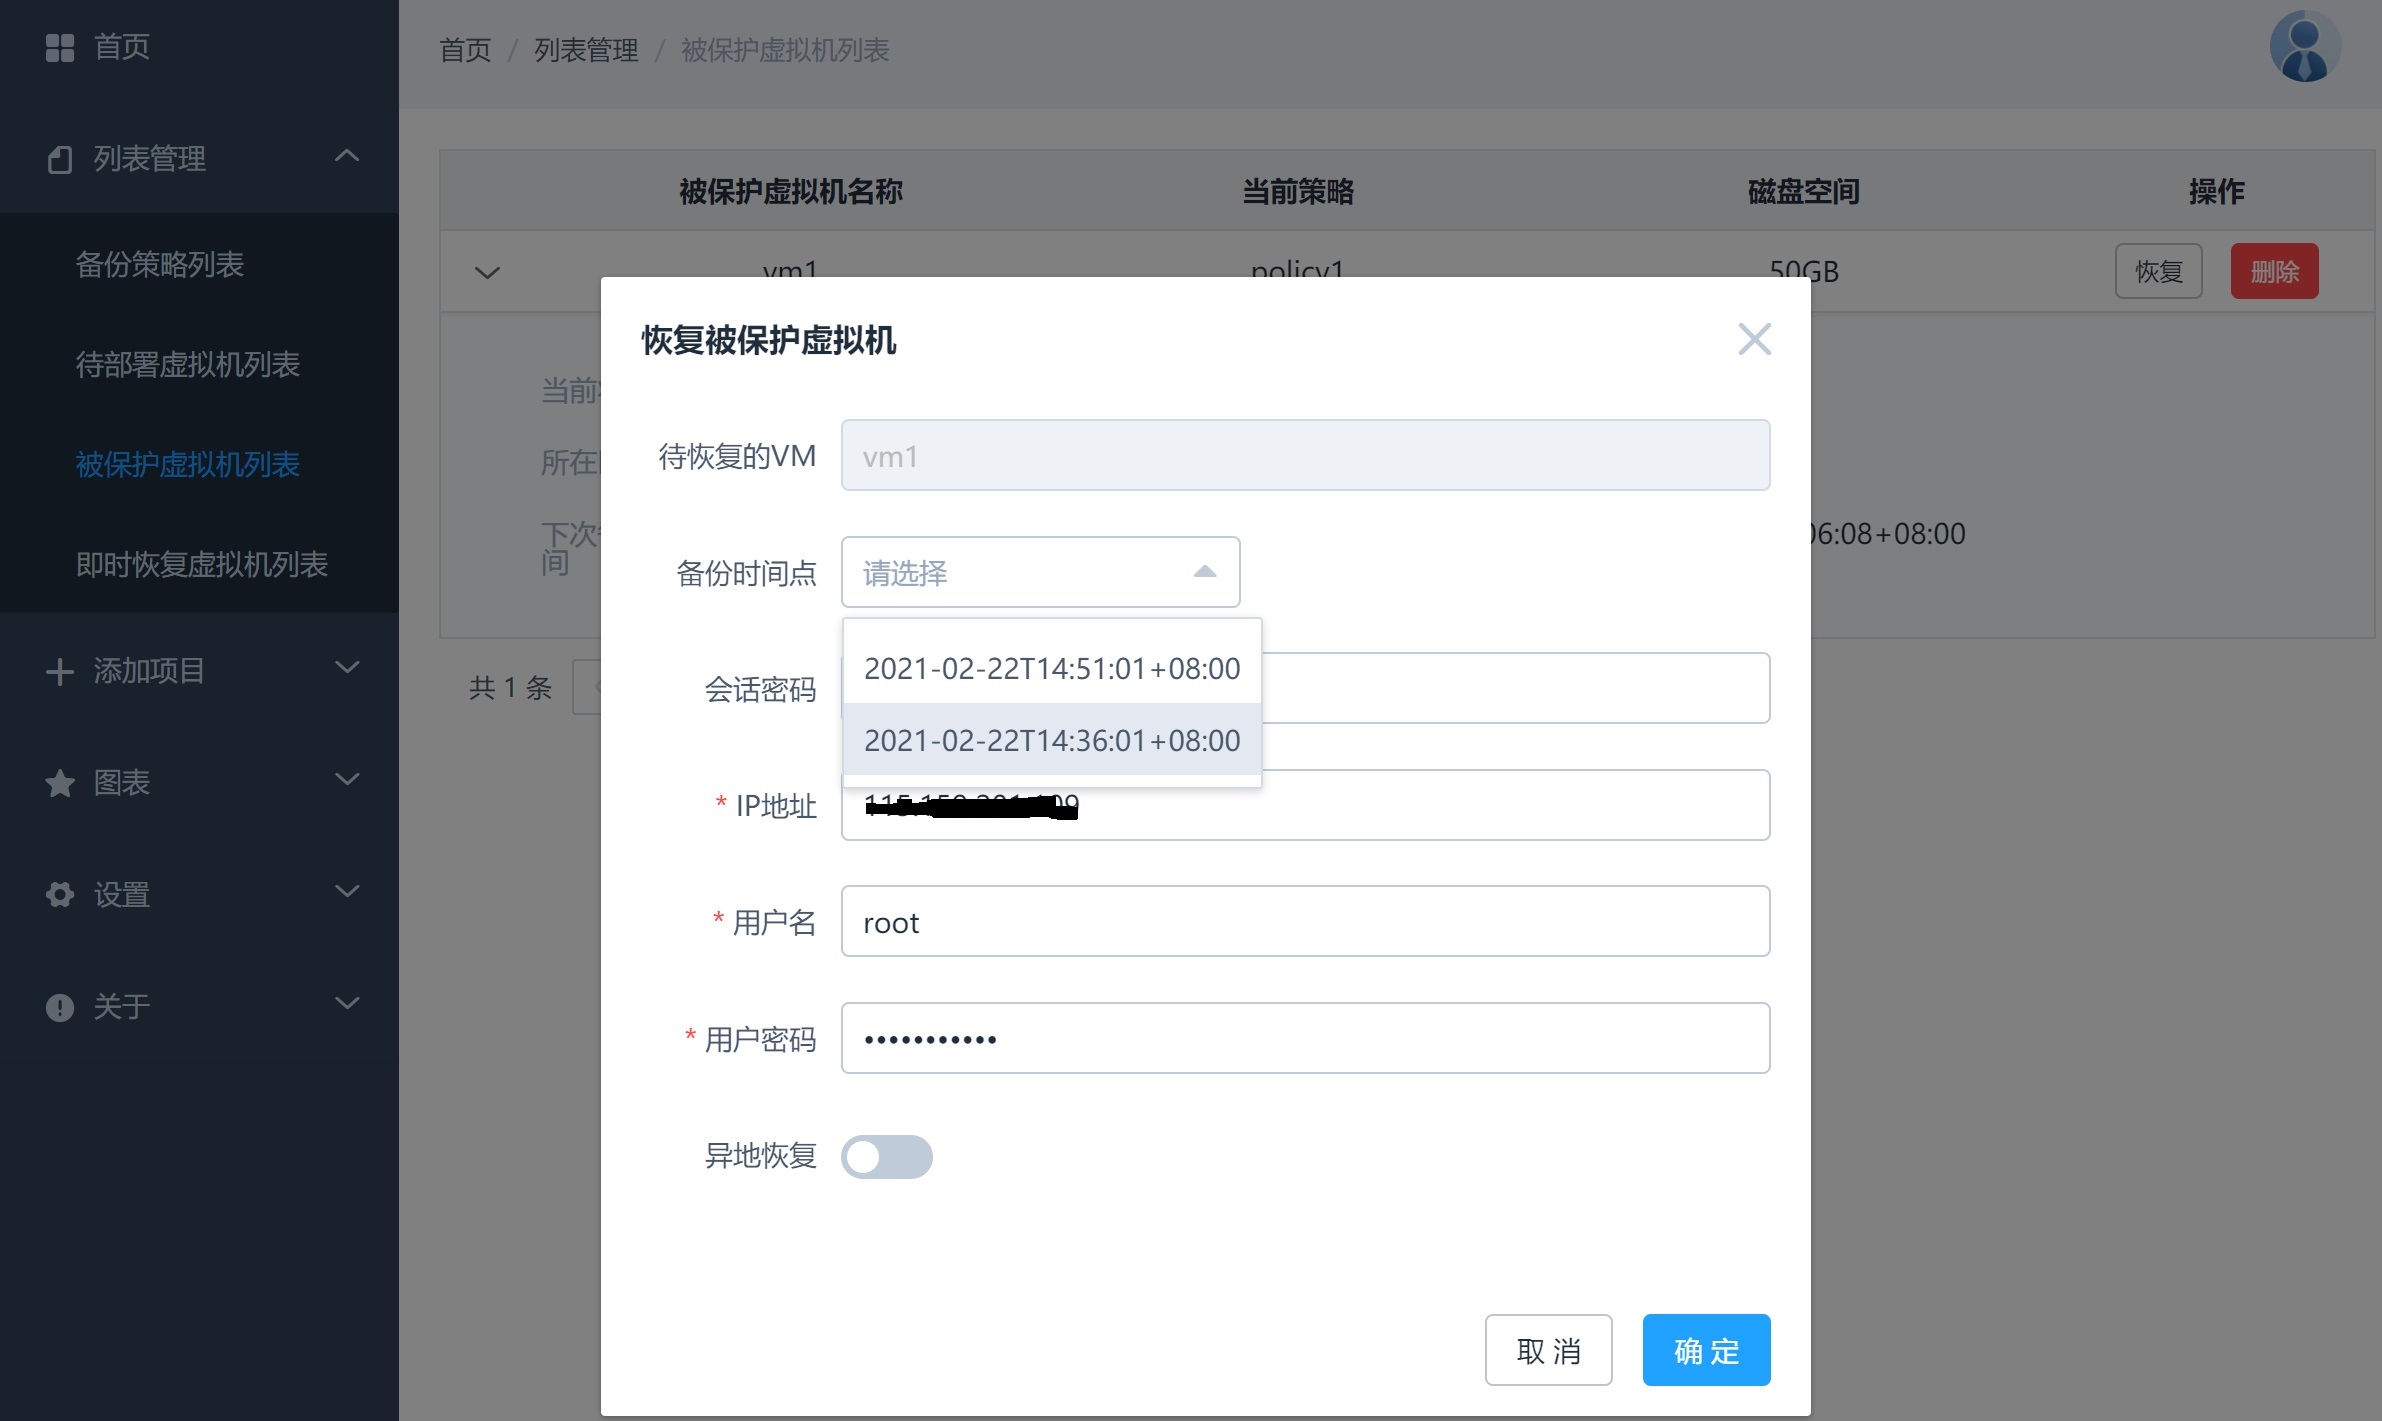 首页
列表管理
备份策略列表
待部署虚拟机列表
被保护虚拟机列表
即时恢复虚拟机列表
添加项目
图表
设置
关于
首页 / 列表管理 / 被保护虚拟机列表
被保护虚拟机名称 当前策略 磁盘空间 操作
vm1 policy1 50GB 恢复 删除
当前
所在
下次
间
06:08+08:00
共 1 条
恢复被保护虚拟机
待恢复的VM vm1
备份时间点 请选择
2021-02-22T14:51:01+08:00
2021-02-22T14:36:01+08:00
会话密码
* IP地址
* 用户名 root
* 用户密码 •••••••••••
异地恢复
取 消 确 定